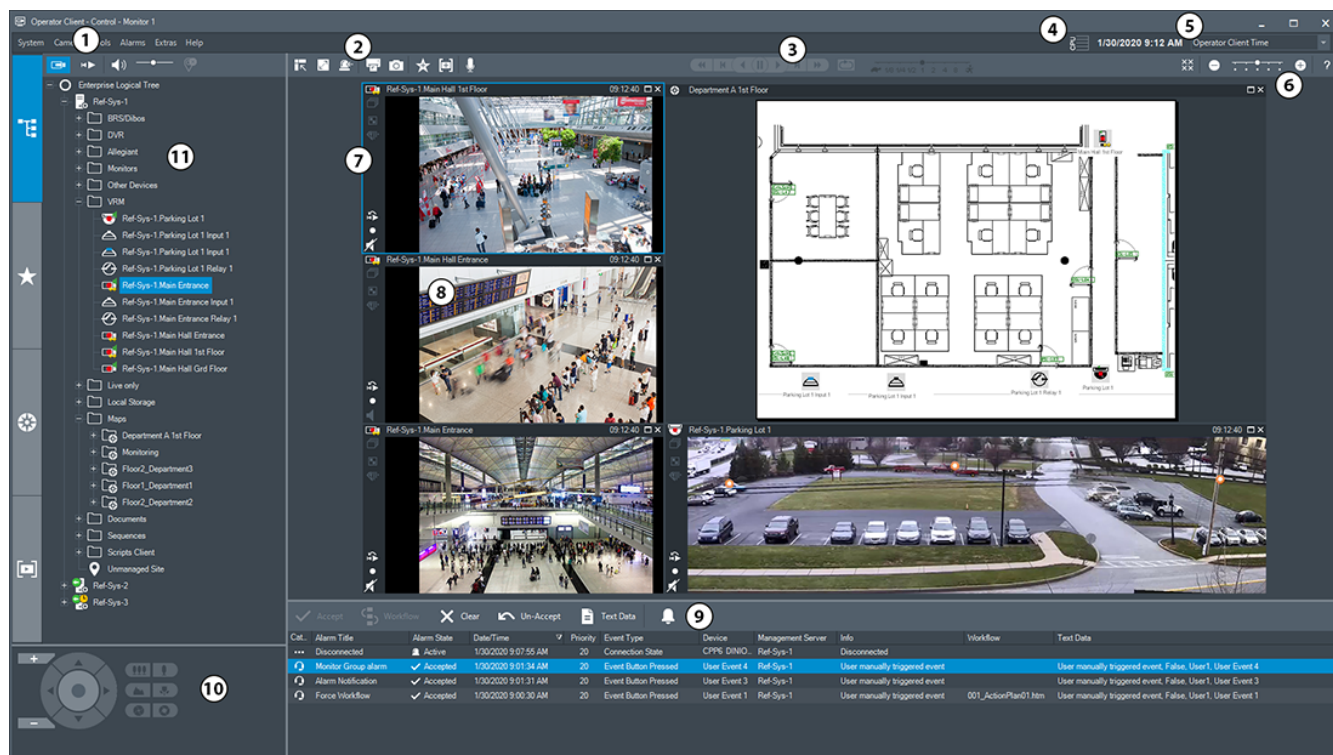 Operator Client - Control - Monitor 1
System Came ols Alarms Extras Help
1
2
3
4
1/30/2020 9:12 AM
5
Operator Client Time
6
?
Enterprise Logical Tree
Ref-Sys-1
BRS/Dibos
DVR
Allegiant
11
Monitors
Other Devices
VRM
Ref-Sys-1.Parking Lot 1
Ref-Sys-1.Parking Lot 1 Input 1
Ref-Sys-1.Parking Lot 1 Input 1
Ref-Sys-1.Parking Lot 1 Relay 1
Ref-Sys-1.Main Entrance
Ref-Sys-1.Main Entrance Input 1
Ref-Sys-1.Main Entrance Relay 1
Ref-Sys-1.Main Hall Entrance
Ref-Sys-1.Main Hall 1st Floor
Ref-Sys-1.Main Hall Grd Floor
Live only
Local Storage
Maps
Department A 1st Floor
Monitoring
Floor2_Department3
Floor1_Department1
Floor2_Department2
Documents
Sequences
Scripts Client
Unmanaged Site
Ref-Sys-2
Ref-Sys-3
10
Ref-Sys-1.Main Hall 1st Floor 09:12:40
7
Ref-Sys-1.Main Hall Entrance 09:12:40
8
Ref-Sys-1.Main Entrance 09:12:40
Department A 1st Floor
Main Hall 1st Floor
Parking Lot 1 Input 1
Parking Lot 1 Input 1
Parking Lot 1 Relay 1
Parking Lot 1
Ref-Sys-1.Parking Lot 1 09:12:40
Accept Workflow Clear Un-Accept Text Data
9
Cat.. Alarm Title Alarm State Date/Time Priority Event Type Device Management Server Info Workflow Text Data
Disconnected Active 1/30/2020 9:07:55 AM 20 Connection State CPP6 DINIO... Ref-Sys-1 Disconnected
Monitor Group alarm Accepted 1/30/2020 9:01:34 AM 20 Event Button Pressed User Event 4 Ref-Sys-1 User manually triggered event User manually triggered event, False, User1, User Event 4
Alarm Notification Accepted 1/30/2020 9:01:31 AM 20 Event Button Pressed User Event 3 Ref-Sys-1 User manually triggered event User manually triggered event, False, User1, User Event 3
Force Workflow Accepted 1/30/2020 9:00:30 AM 20 Event Button Pressed User Event 1 Ref-Sys-1 User manually triggered event 001_ActionPlan01.htm User manually triggered event, False, User1, User Event 1